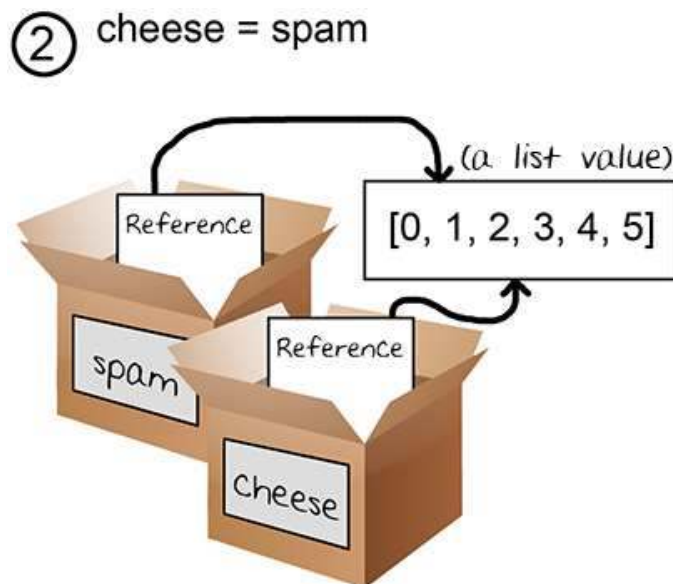 2 cheese = spam
(a list value)
Reference
[0, 1, 2, 3, 4, 5]
Reference
spam
cheese